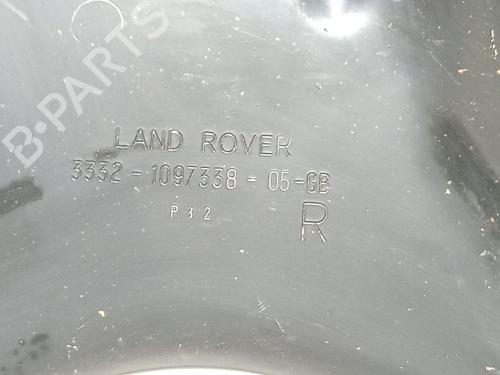 B-PARTS
LAND ROVER
3332-1097338-05-GB
P32
R